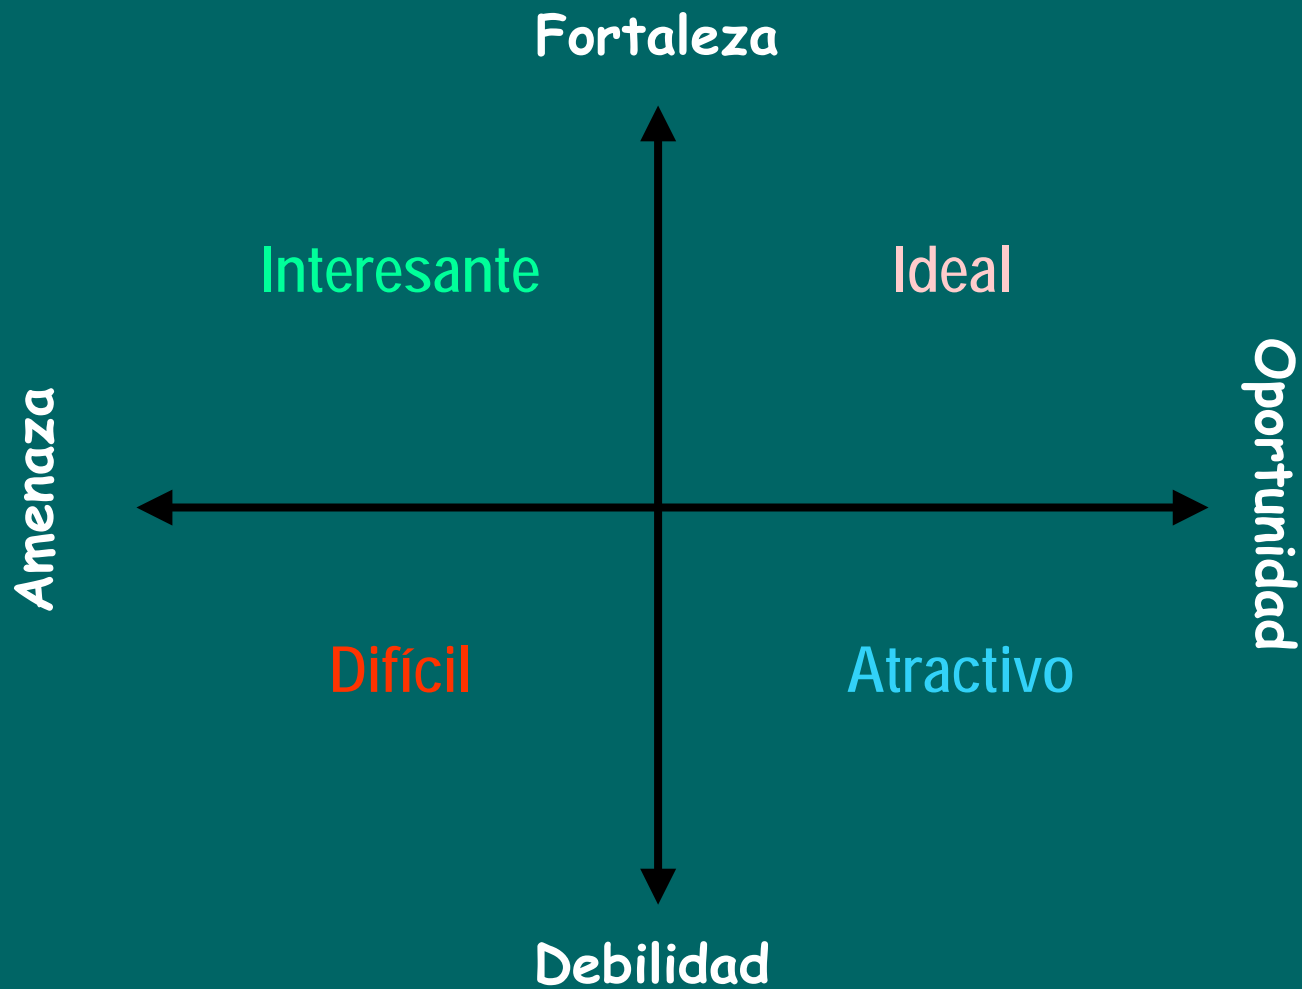 Fortaleza
Interesante
Ideal
Amenaza
Oportunidad
Difícil
Atractivo
Debilidad